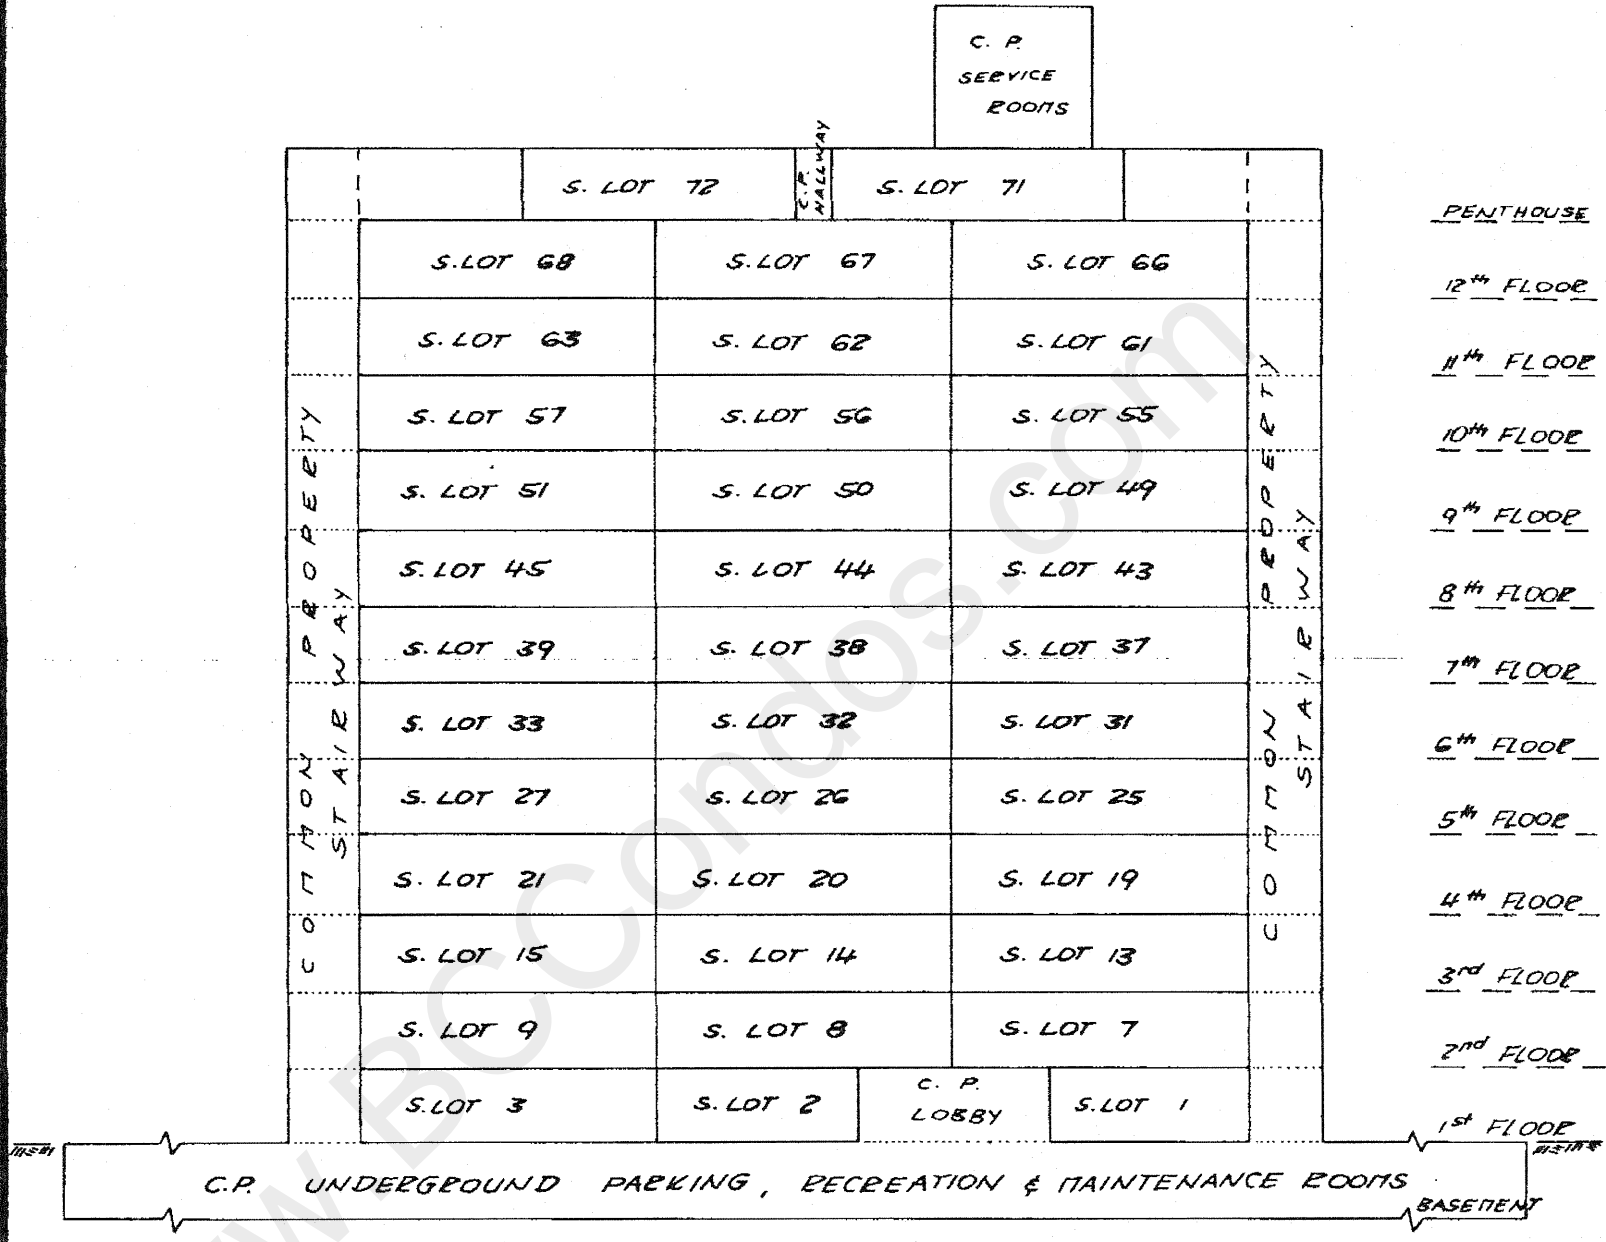 C. P.
SERVICE
ROOMS
S. LOT 72
C. P.
HALLWAY
S. LOT 71
PENTHOUSE
S. LOT 68
S. LOT 67
S. LOT 66
12th FLOOR
S. LOT 63
S. LOT 62
S. LOT 61
11th FLOOR
S. LOT 57
S. LOT 56
S. LOT 55
10th FLOOR
S. LOT 51
S. LOT 50
S. LOT 49
9th FLOOR
S. LOT 45
S. LOT 44
S. LOT 43
8th FLOOR
S. LOT 39
S. LOT 38
S. LOT 37
7th FLOOR
S. LOT 33
S. LOT 32
S. LOT 31
6th FLOOR
S. LOT 27
S. LOT 26
S. LOT 25
5th FLOOR
S. LOT 21
S. LOT 20
S. LOT 19
4th FLOOR
S. LOT 15
S. LOT 14
S. LOT 13
3rd FLOOR
S. LOT 9
S. LOT 8
S. LOT 7
2nd FLOOR
S. LOT 3
S. LOT 2
C. P.
LOBBY
S. LOT 1
1st FLOOR
COMMON PROPERTY
STAIRWAY
COMMON PROPERTY
STAIRWAY
C.P. UNDERGROUND PARKING, RECREATION & MAINTENANCE ROOMS
BASEMENT
w.BCCondos.com